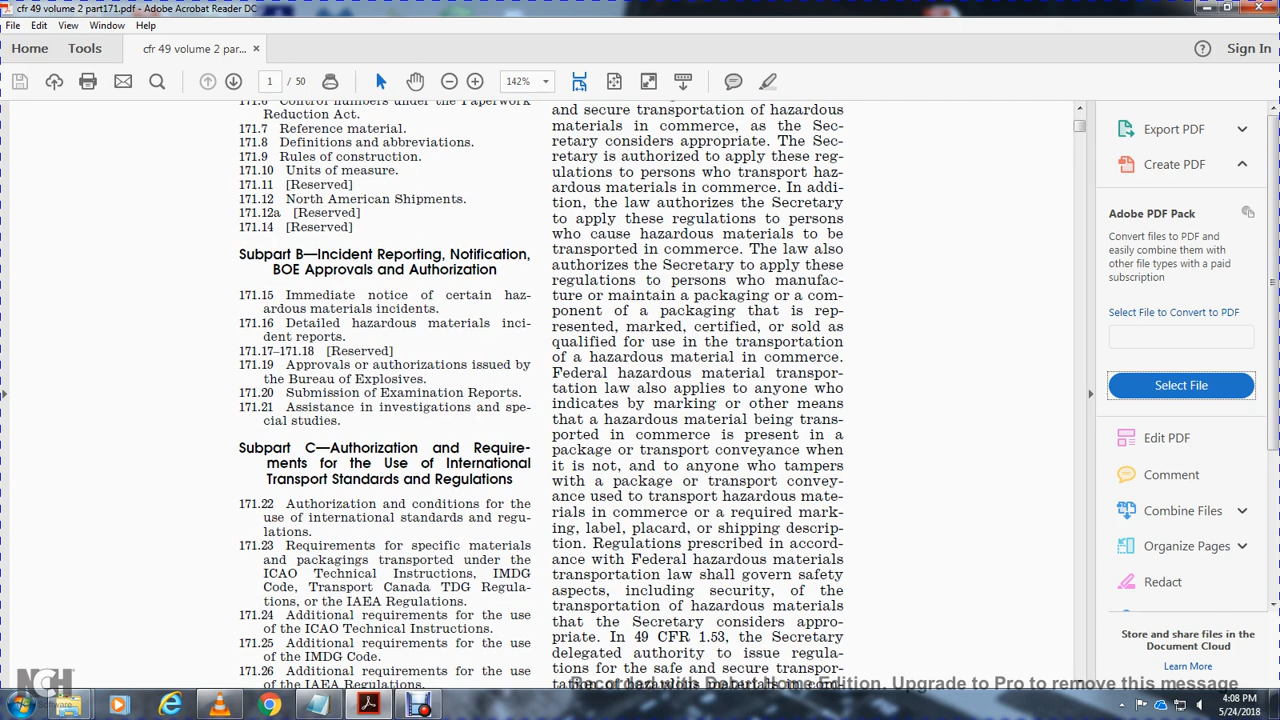 cfr 49 volume 2 part171.pdf - Adobe Acrobat Reader DC
File Edit View Window Help
Home Tools cfr 49 volume 2 par... × Sign In
1 / 50 142%
171.6 Control numbers under the Paperwork
Reduction Act.
171.7 Reference material.
171.8 Definitions and abbreviations.
171.9 Rules of construction.
171.10 Units of measure.
171.11 [Reserved]
171.12 North American Shipments.
171.12a [Reserved]
171.14 [Reserved]
Subpart B—Incident Reporting, Notification,
BOE Approvals and Authorization
171.15 Immediate notice of certain haz-
ardous materials incidents.
171.16 Detailed hazardous materials inci-
dent reports.
171.17–171.18 [Reserved]
171.19 Approvals or authorizations issued by
the Bureau of Explosives.
171.20 Submission of Examination Reports.
171.21 Assistance in investigations and spe-
cial studies.
Subpart C—Authorization and Require-
ments for the Use of International
Transport Standards and Regulations
171.22 Authorization and conditions for the
use of international standards and regu-
lations.
171.23 Requirements for specific materials
and packagings transported under the
ICAO Technical Instructions, IMDG
Code, Transport Canada TDG Regula-
tions, or the IAEA Regulations.
171.24 Additional requirements for the use
of the ICAO Technical Instructions.
171.25 Additional requirements for the use
of the IMDG Code.
171.26 Additional requirements for the use
of the IAEA Regulations.
and secure transportation of hazardous
materials in commerce, as the Sec-
retary considers appropriate. The Sec-
retary is authorized to apply these reg-
ulations to persons who transport haz-
ardous materials in commerce. In addi-
tion, the law authorizes the Secretary
to apply these regulations to persons
who cause hazardous materials to be
transported in commerce. The law also
authorizes the Secretary to apply these
regulations to persons who manufac-
ture or maintain a packaging or a com-
ponent of a packaging that is rep-
resented, marked, certified, or sold as
qualified for use in the transportation
of a hazardous material in commerce.
Federal hazardous material transpor-
tation law also applies to anyone who
indicates by marking or other means
that a hazardous material being trans-
ported in commerce is present in a
package or transport conveyance when
it is not, and to anyone who tampers
with a package or transport convey-
ance used to transport hazardous mate-
rials in commerce or a required mark-
ing, label, placard, or shipping descrip-
tion. Regulations prescribed in accord-
ance with Federal hazardous materials
transportation law shall govern safety
aspects, including security, of the
transportation of hazardous materials
that the Secretary considers appro-
priate. In 49 CFR 1.53, the Secretary
delegated authority to issue regula-
tions for the safe and secure transpor-
tation of hazardous materials in com-
Export PDF
Create PDF
Adobe PDF Pack
Convert files to PDF and
easily combine them with
other file types with a paid
subscription
Select File to Convert to PDF
Select File
Edit PDF
Comment
Combine Files
Organize Pages
Redact
Store and share files in the
Document Cloud
Learn More
NCH
Software
Recorded with Debut Home Edition. Upgrade to Pro to remove this message
4:08 PM
5/24/2018